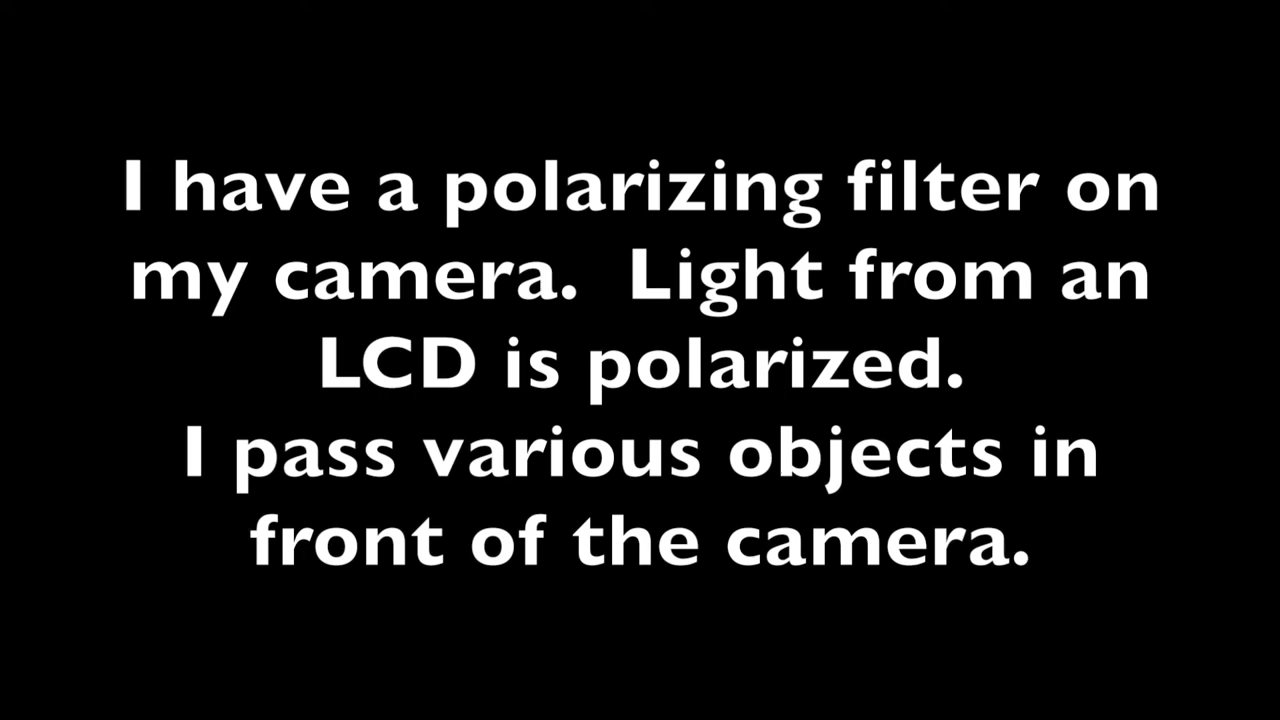 I have a polarizing filter on
my camera.  Light from an
LCD is polarized.
I pass various objects in
front of the camera.